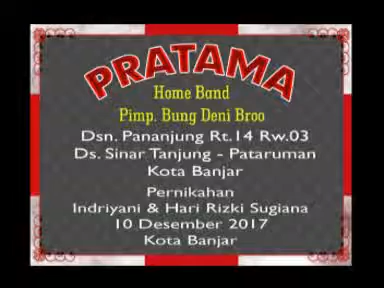 PRATAMA
Home Band
Pimp. Bung Deni Broo
Dsn. Pananjung Rt.14 Rw.03
Ds. Sinar Tanjung - Pataruman
Kota Banjar
Pernikahan
Indriyani & Hari Rizki Sugiana
10 Desember 2017
Kota Banjar